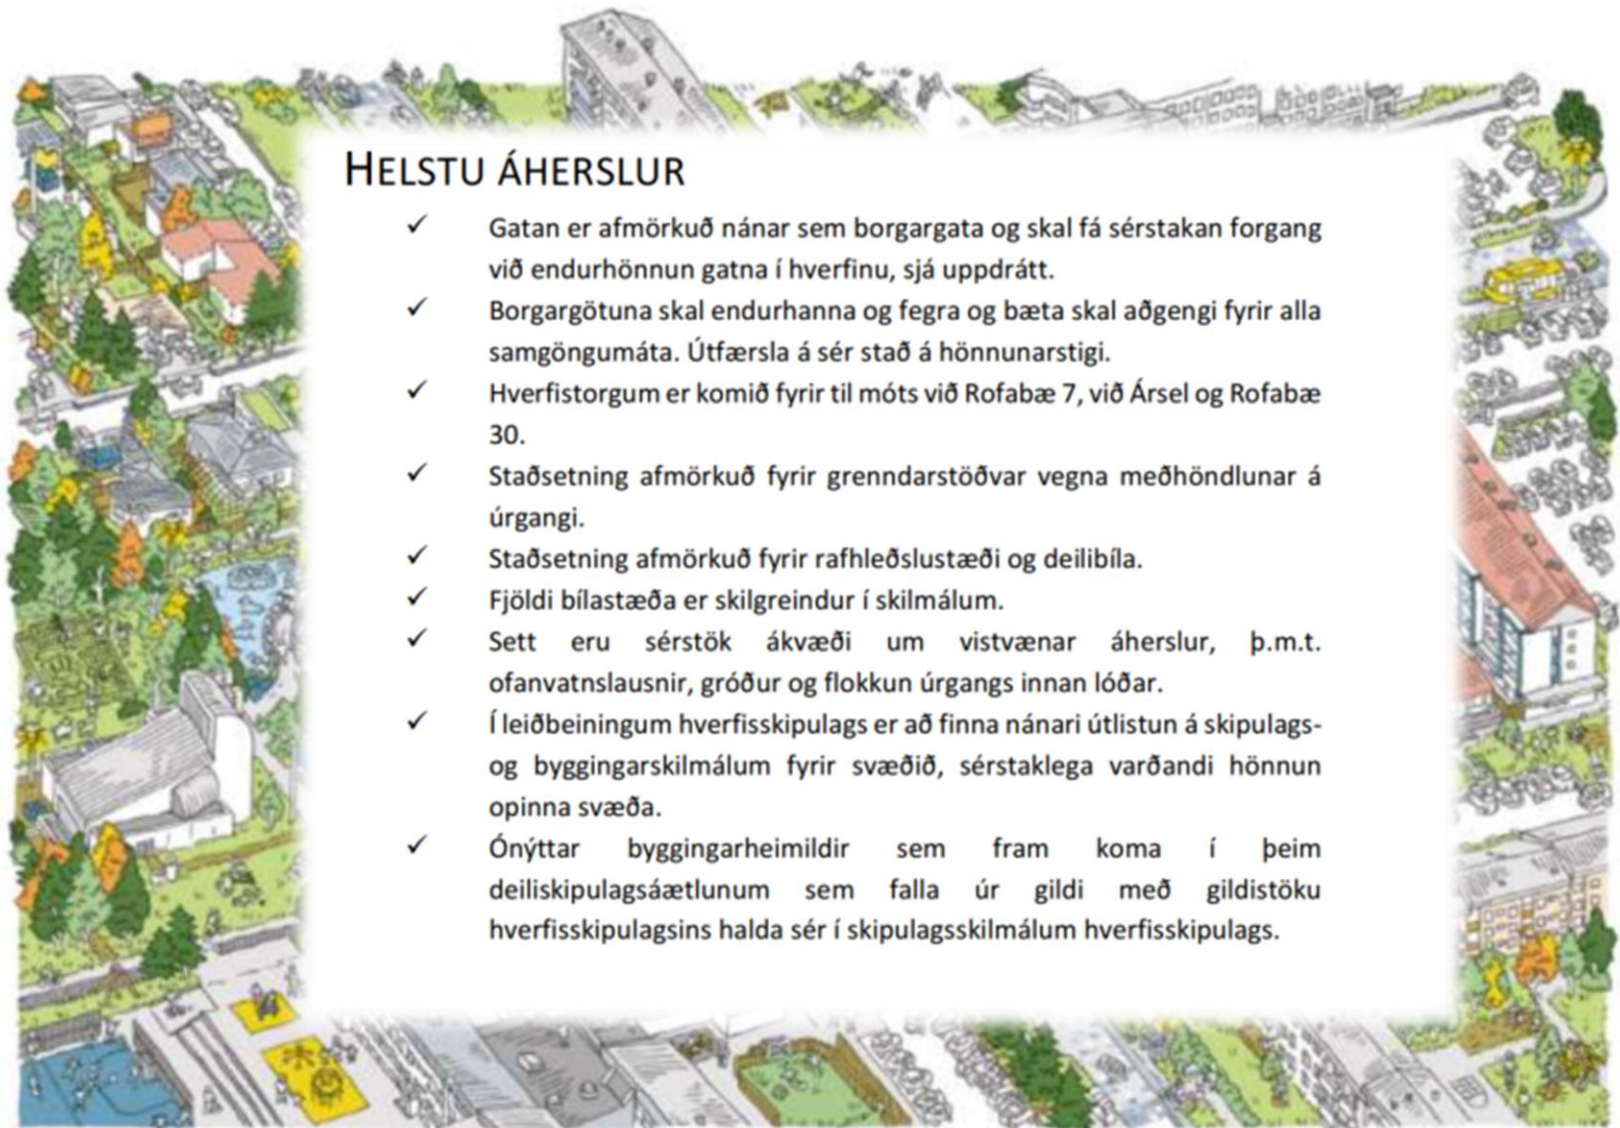 HELSTU ÁHERSLUR
✓ Gatan er afmörkuð nánar sem borgargata og skal fá sérstakan forgang
við endurhönnun gatna í hverfinu, sjá uppdrátt.
✓ Borgargötuna skal endurhanna og fegra og bæta skal aðgengi fyrir alla
samgöngumáta. Útfærsla á sér stað á hönnunarstigi.
✓ Hverfistorgum er komið fyrir til móts við Rofabæ 7, við Ársel og Rofabæ
30.
✓ Staðsetning afmörkuð fyrir grenndarstöðvar vegna meðhöndlunar á
úrgangi.
✓ Staðsetning afmörkuð fyrir rafhleðslustæði og deilibíla.
✓ Fjöldi bílastæða er skilgreindur í skilmálum.
✓ Sett eru sérstök ákvæði um vistvænar áherslur, þ.m.t.
ofanvatnslausnir, gróður og flokkun úrgangs innan lóðar.
✓ Í leiðbeiningum hverfisskipulags er að finna nánari útlistun á skipulags-
og byggingarskilmálum fyrir svæðið, sérstaklega varðandi hönnun
opinna svæða.
✓ Ónýttar byggingarheimildir sem fram koma í þeim
deiliskipulagsáætlunum sem falla úr gildi með gildistöku
hverfisskipulagsins halda sér í skipulagsskilmálum hverfisskipulags.